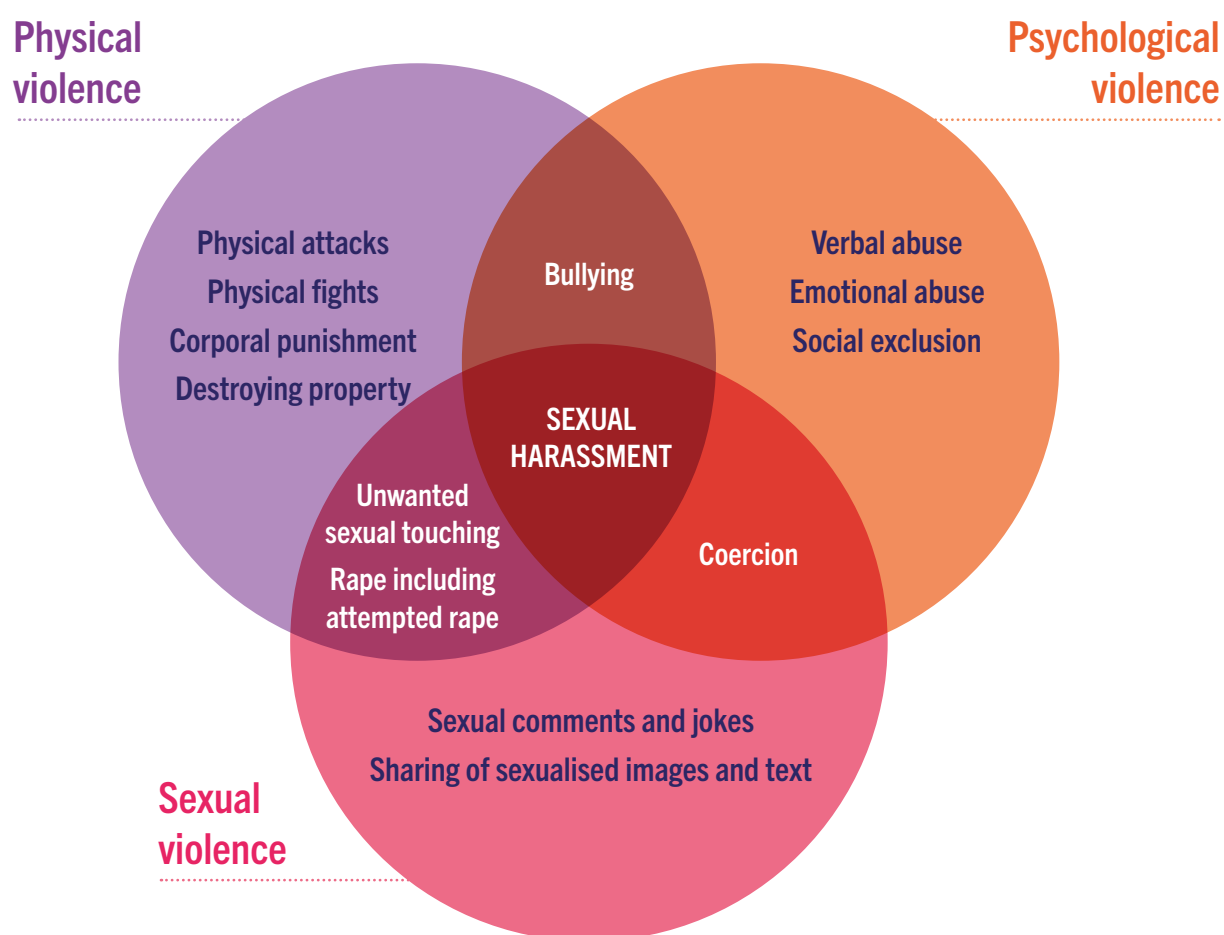 Physical
violence
Psychological
violence
Physical attacks
Physical fights
Corporal punishment
Destroying property
Bullying
Verbal abuse
Emotional abuse
Social exclusion
SEXUAL
HARASSMENT
Unwanted
sexual touching
Rape including
attempted rape
Coercion
Sexual comments and jokes
Sharing of sexualised images and text
Sexual
violence